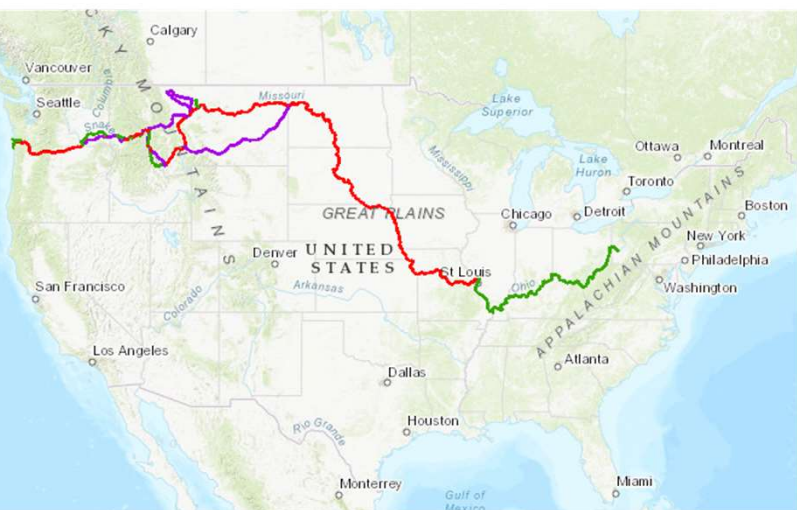 Calgary
Vancouver
Seattle
Columbia
Snake
ROCKY MOUNTAINS
Missouri
Lake
Superior
Ottawa
Montreal
Lake
Huron
Toronto
Mississippi
Boston
Chicago
Detroit
New York
GREAT PLAINS
Philadelphia
Denver
UNITED
STATES
St Louis
Ohio
Washington
APPALACHIAN MOUNTAINS
San Francisco
Colorado
Arkansas
Los Angeles
Atlanta
Dallas
Rio Grande
Houston
Monterrey
Miami
Gulf of
Mexico